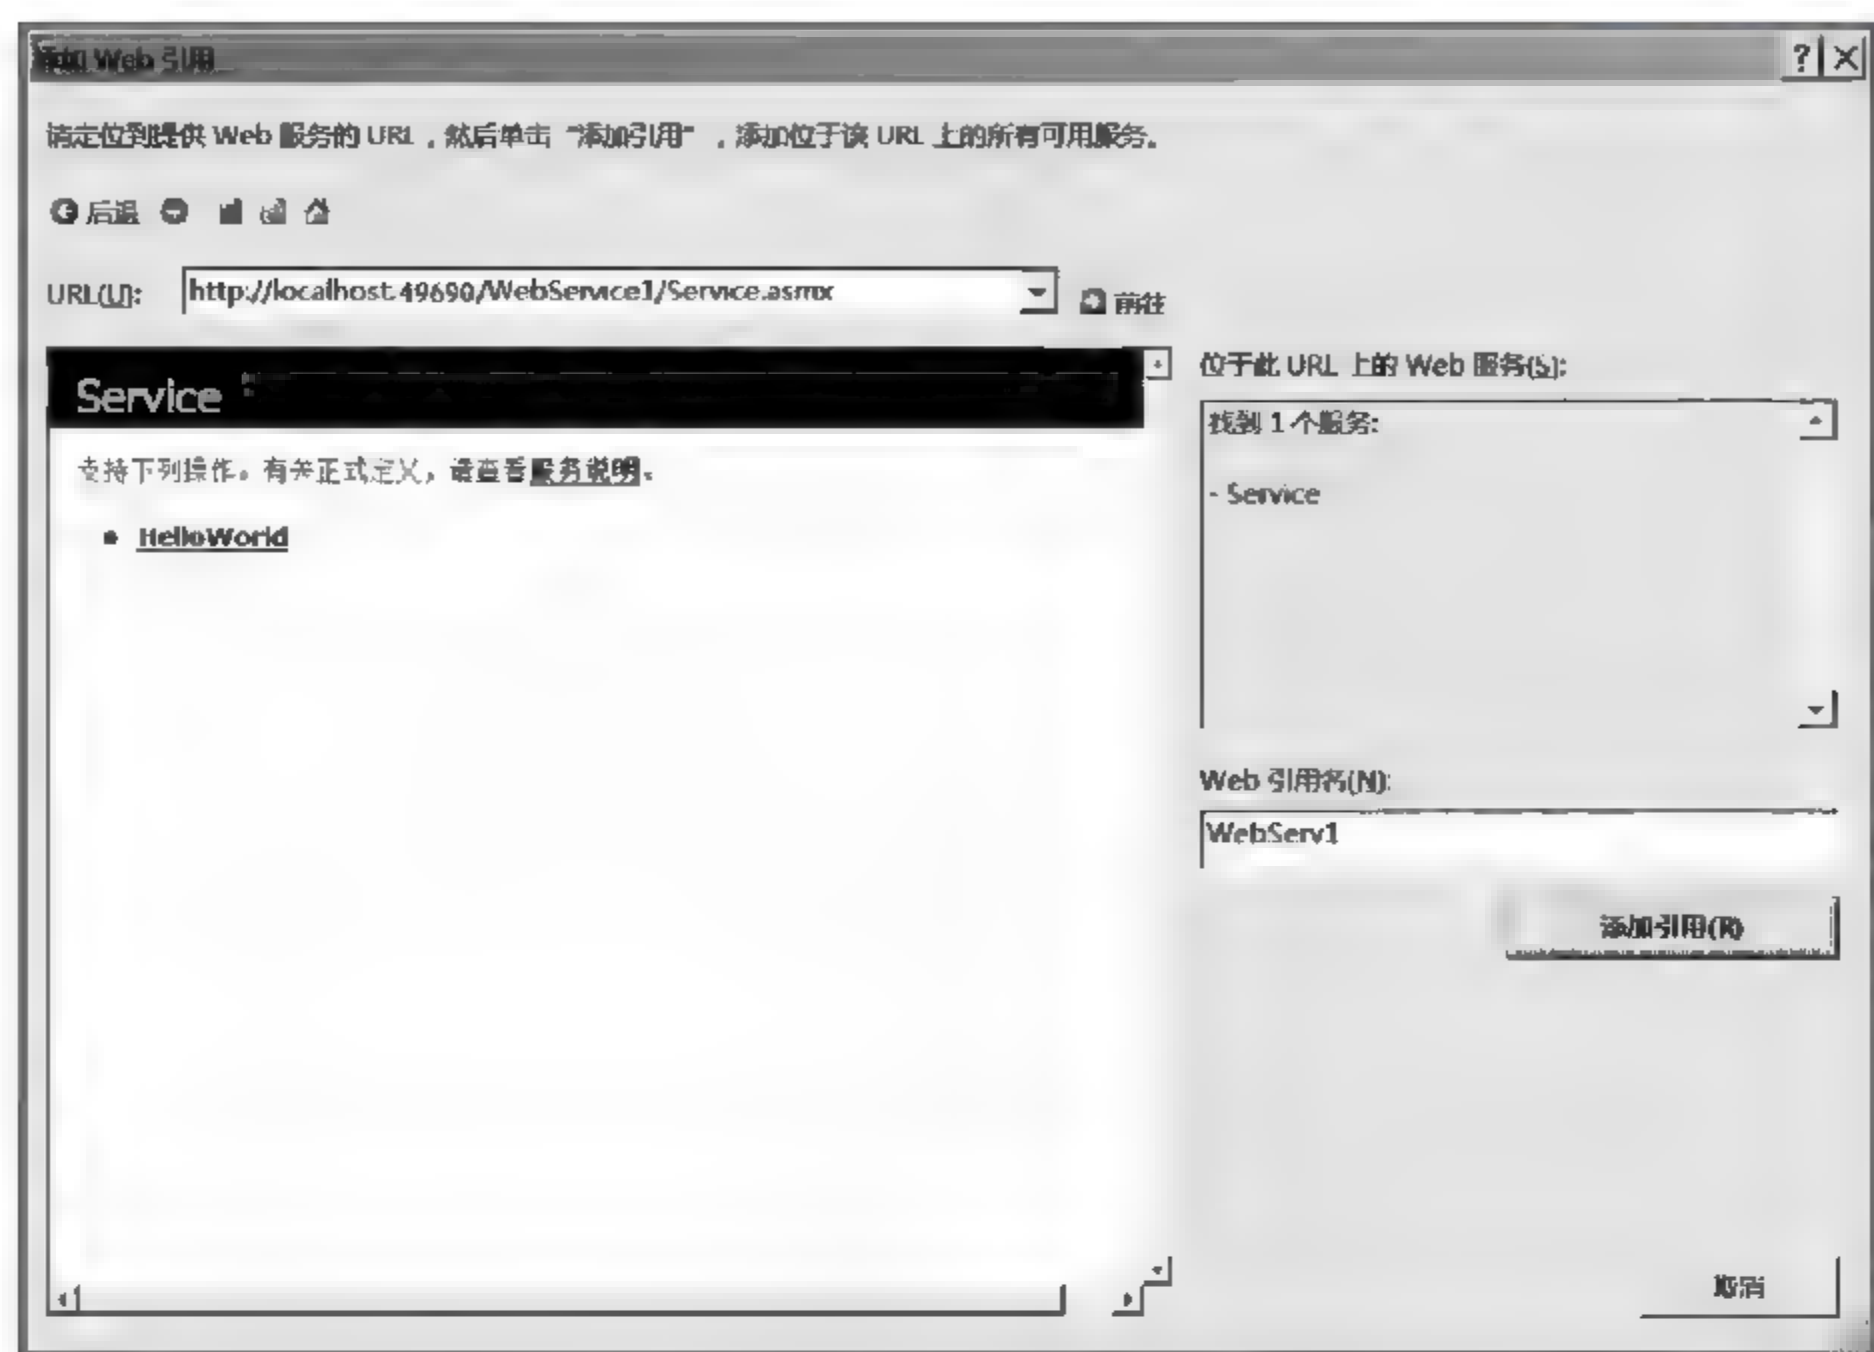 添加 Web 引用
请定位到提供 Web 服务的 URL，然后单击“添加引用”，添加位于该 URL 上的所有可用服务。
后退
URL(U):
http://localhost:49690/WebService1/Service.asmx
前往
Service
支持下列操作。有关正式定义，请查看服务说明。
• HelloWorld
位于此 URL 上的 Web 服务(S):
找到 1 个服务:
- Service
Web 引用名(N):
WebServ1
添加引用(R)
取消